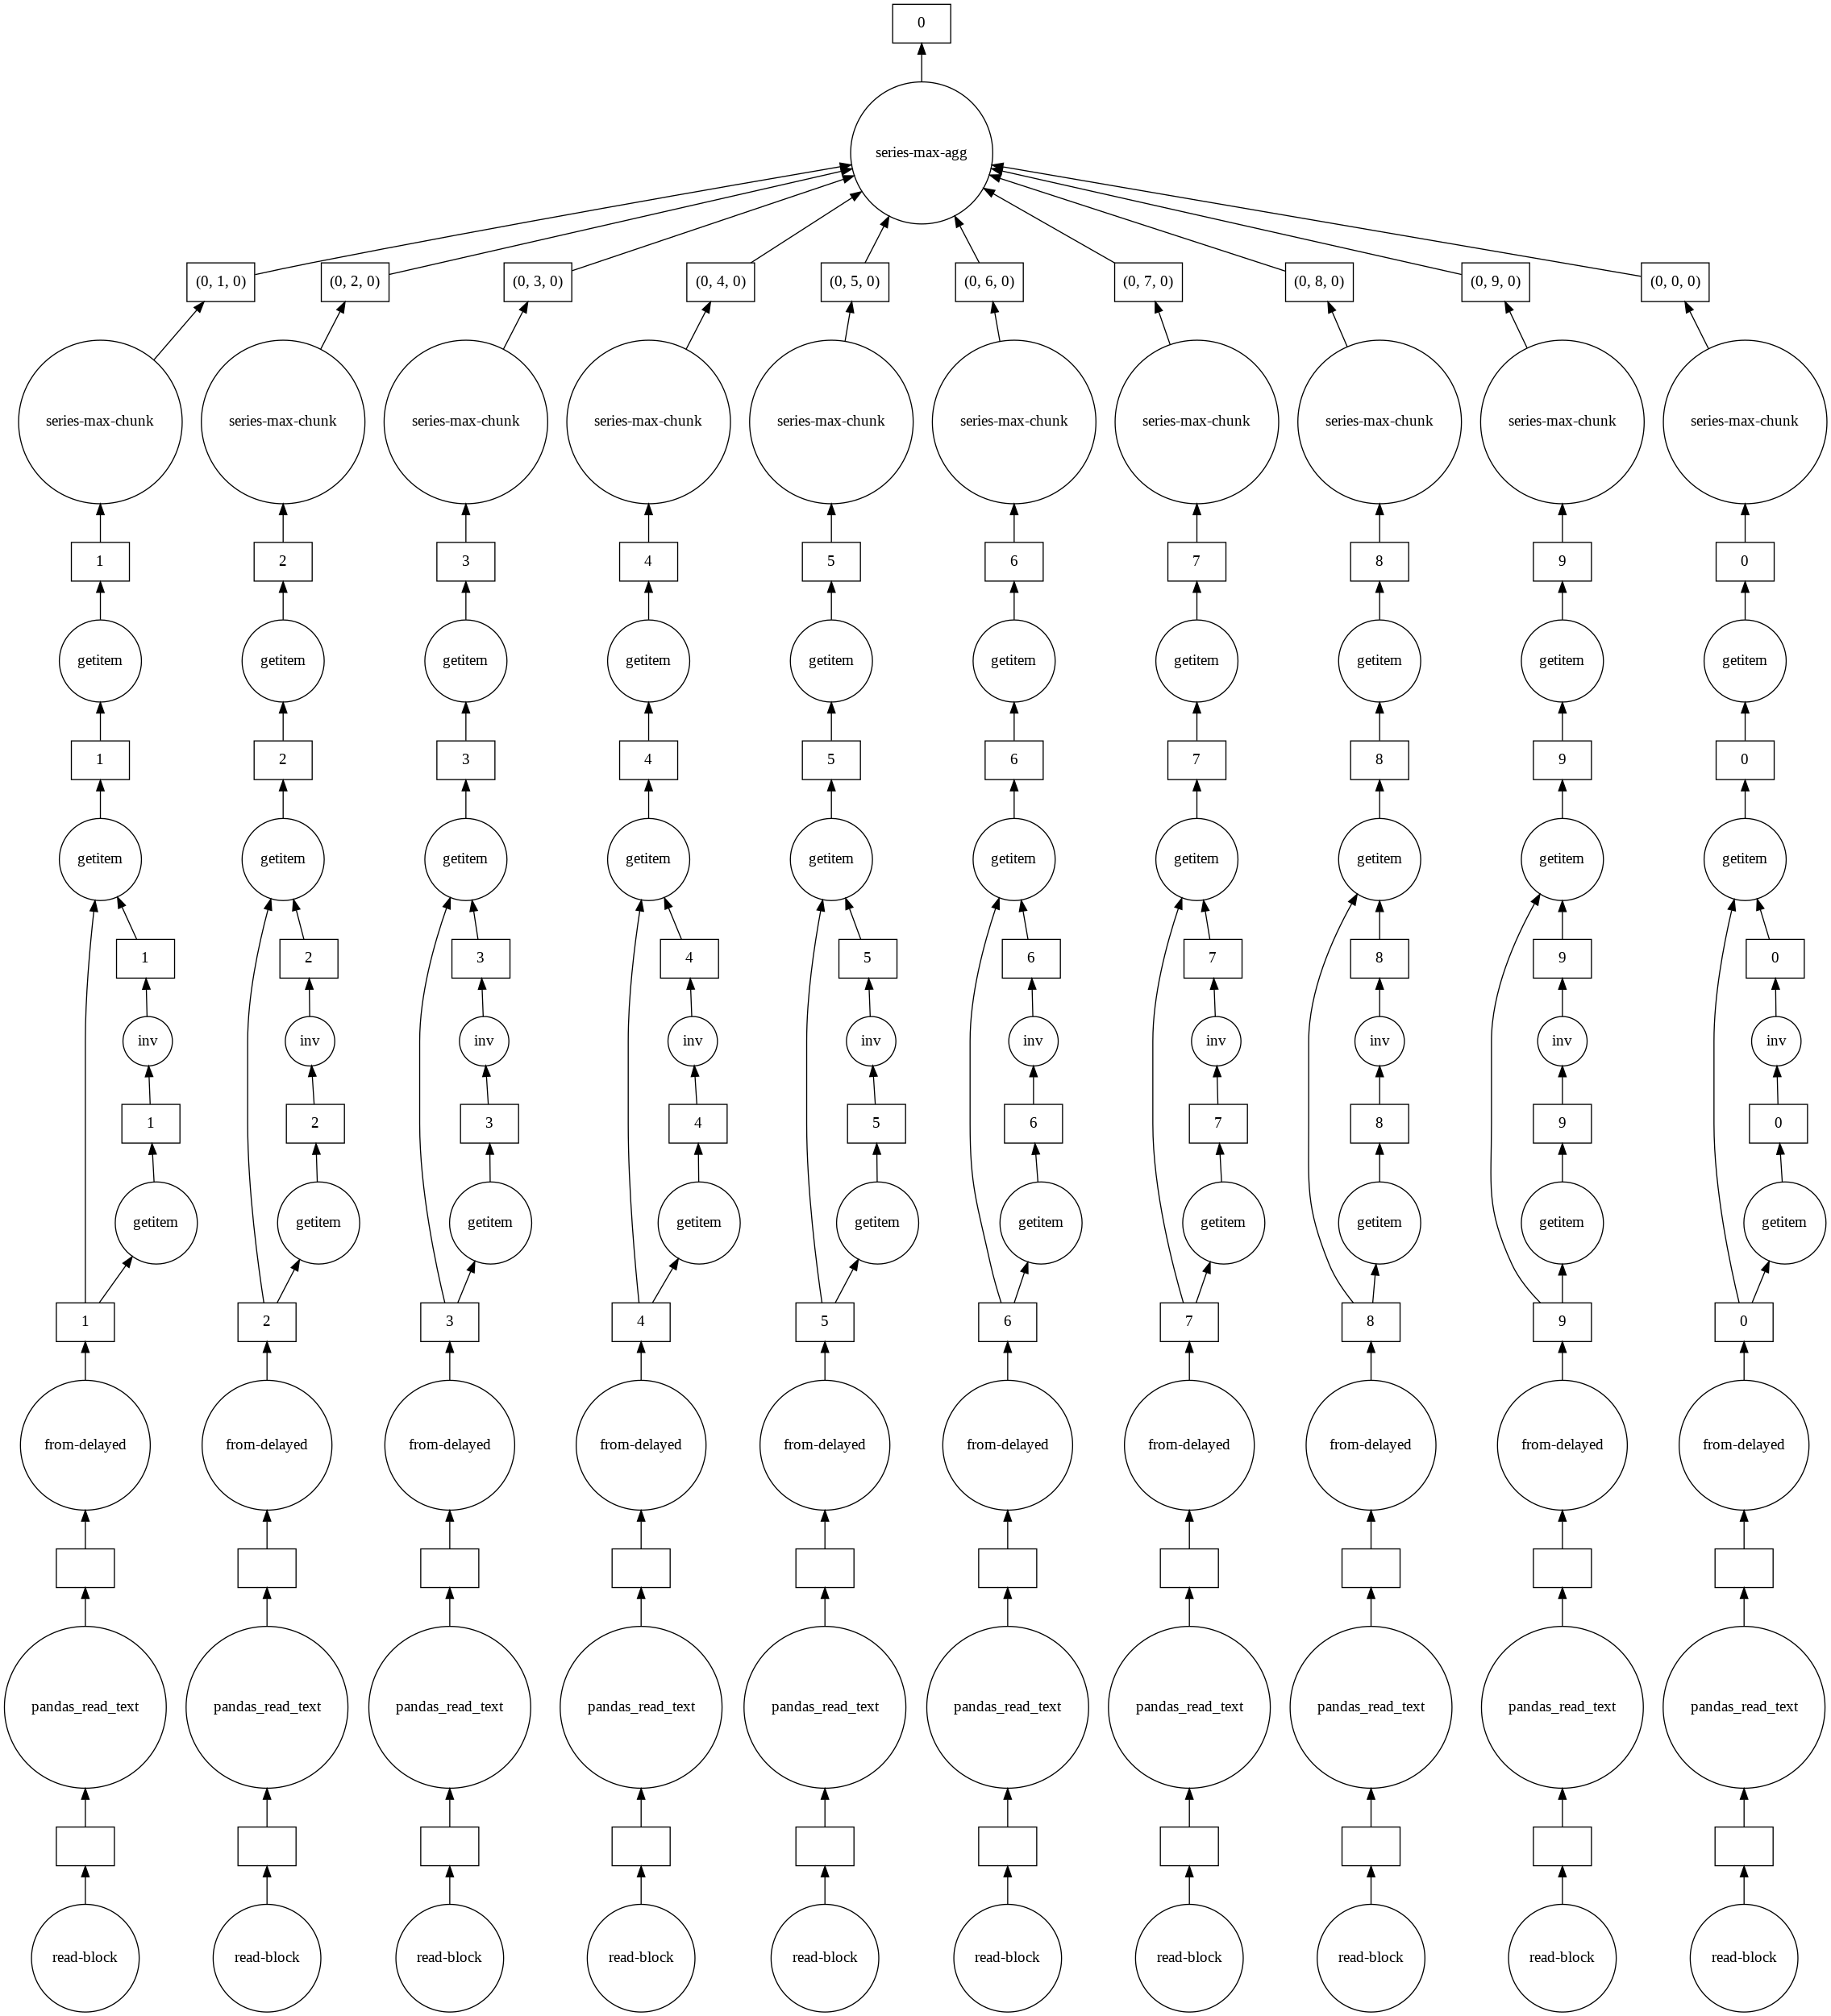 0
series-max-agg
(0, 1, 0) (0, 2, 0) (0, 3, 0) (0, 4, 0) (0, 5, 0) (0, 6, 0) (0, 7, 0) (0, 8, 0) (0, 9, 0) (0, 0, 0)
series-max-chunk series-max-chunk series-max-chunk series-max-chunk series-max-chunk series-max-chunk series-max-chunk series-max-chunk series-max-chunk series-max-chunk
1 2 3 4 5 6 7 8 9 0
getitem getitem getitem getitem getitem getitem getitem getitem getitem getitem
1 2 3 4 5 6 7 8 9 0
getitem getitem getitem getitem getitem getitem getitem getitem getitem getitem
1 2 3 4 5 6 7 8 9 0
inv inv inv inv inv inv inv inv inv inv
1 2 3 4 5 6 7 8 9 0
getitem getitem getitem getitem getitem getitem getitem getitem getitem getitem
1 2 3 4 5 6 7 8 9 0
from-delayed from-delayed from-delayed from-delayed from-delayed from-delayed from-delayed from-delayed from-delayed from-delayed
pandas_read_text pandas_read_text pandas_read_text pandas_read_text pandas_read_text pandas_read_text pandas_read_text pandas_read_text pandas_read_text pandas_read_text
read-block read-block read-block read-block read-block read-block read-block read-block read-block read-block